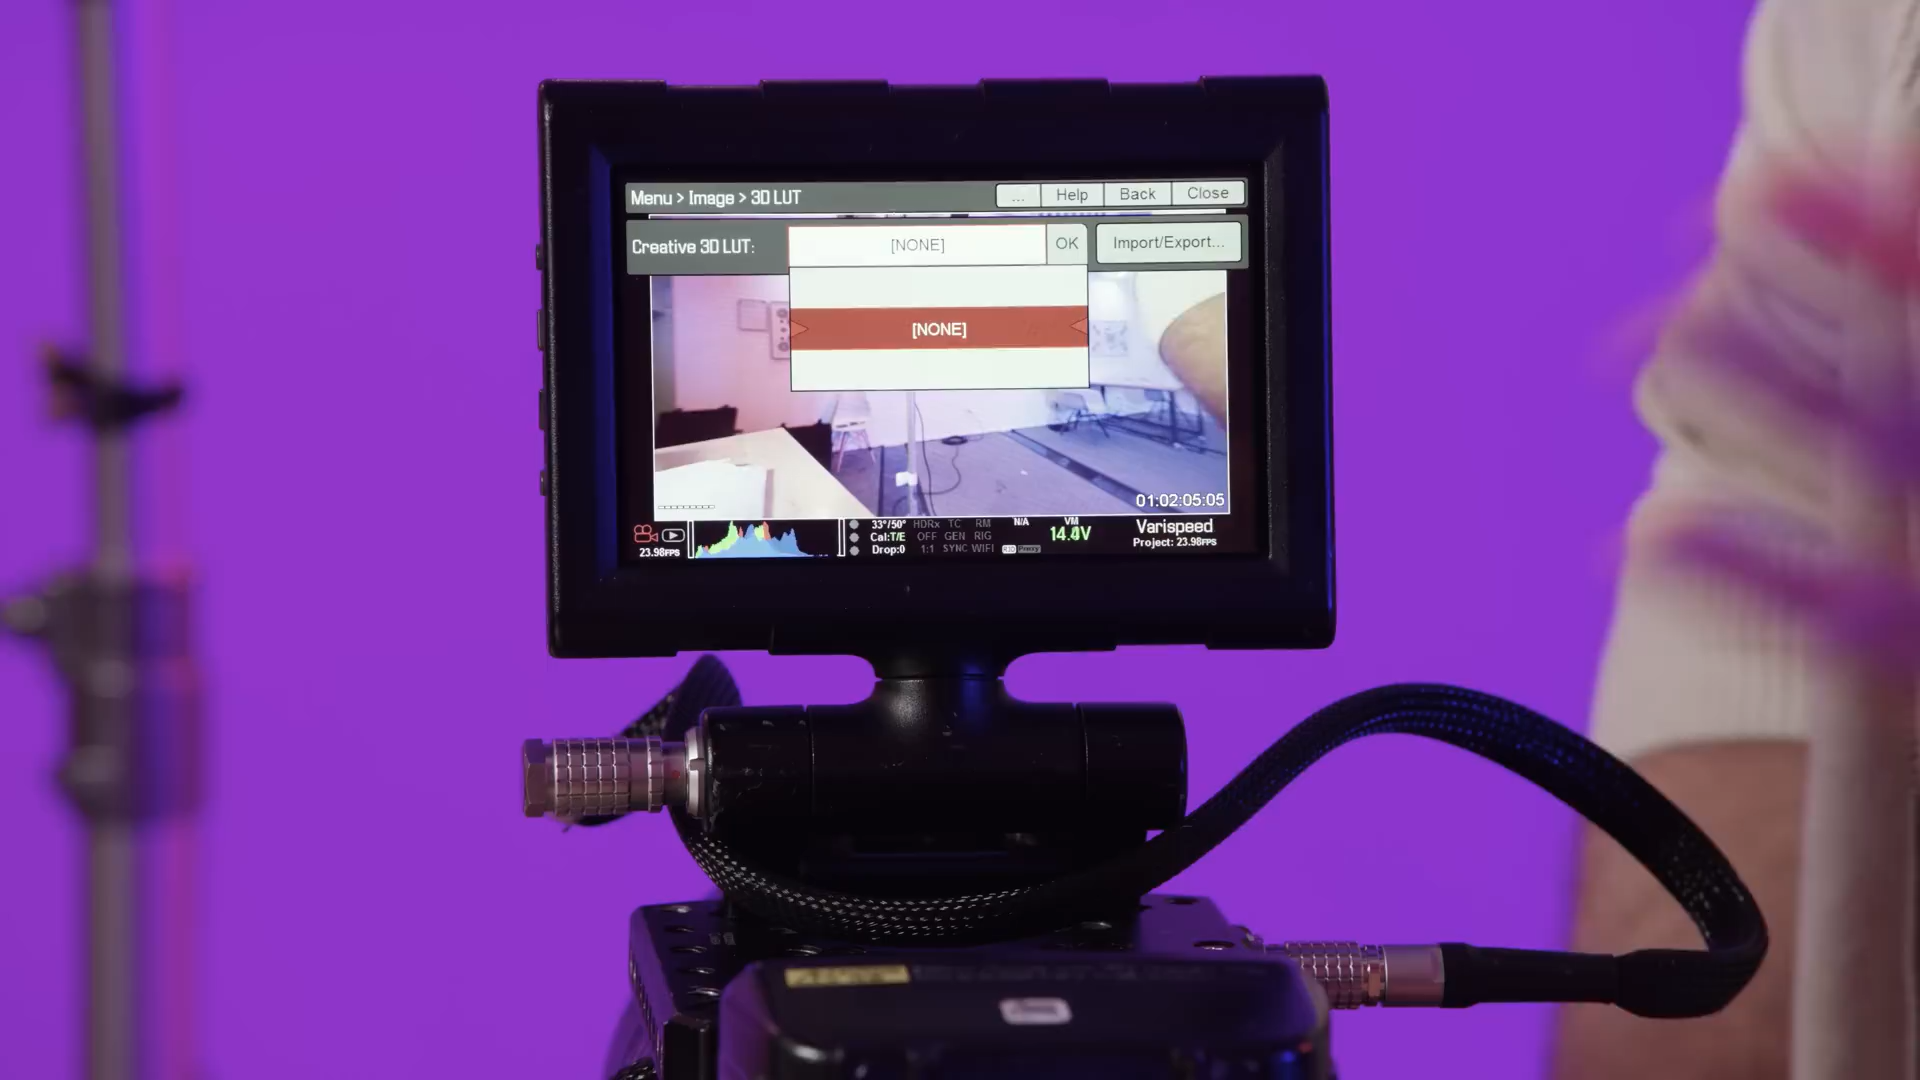 Menu > Image > 3D LUT
... Help Back Close
Creative 3D LUT: [NONE] OK Import/Export...
[NONE]
01:02:05:05
23.98FPS
33°/50° HDRx TC RM
Cal:T/E OFF GEN RIG
Drop:0 1:1 SYNC WIFI
N/A
R3D Proxy
VM
14.4V
Varispeed
Project: 23.98FPS